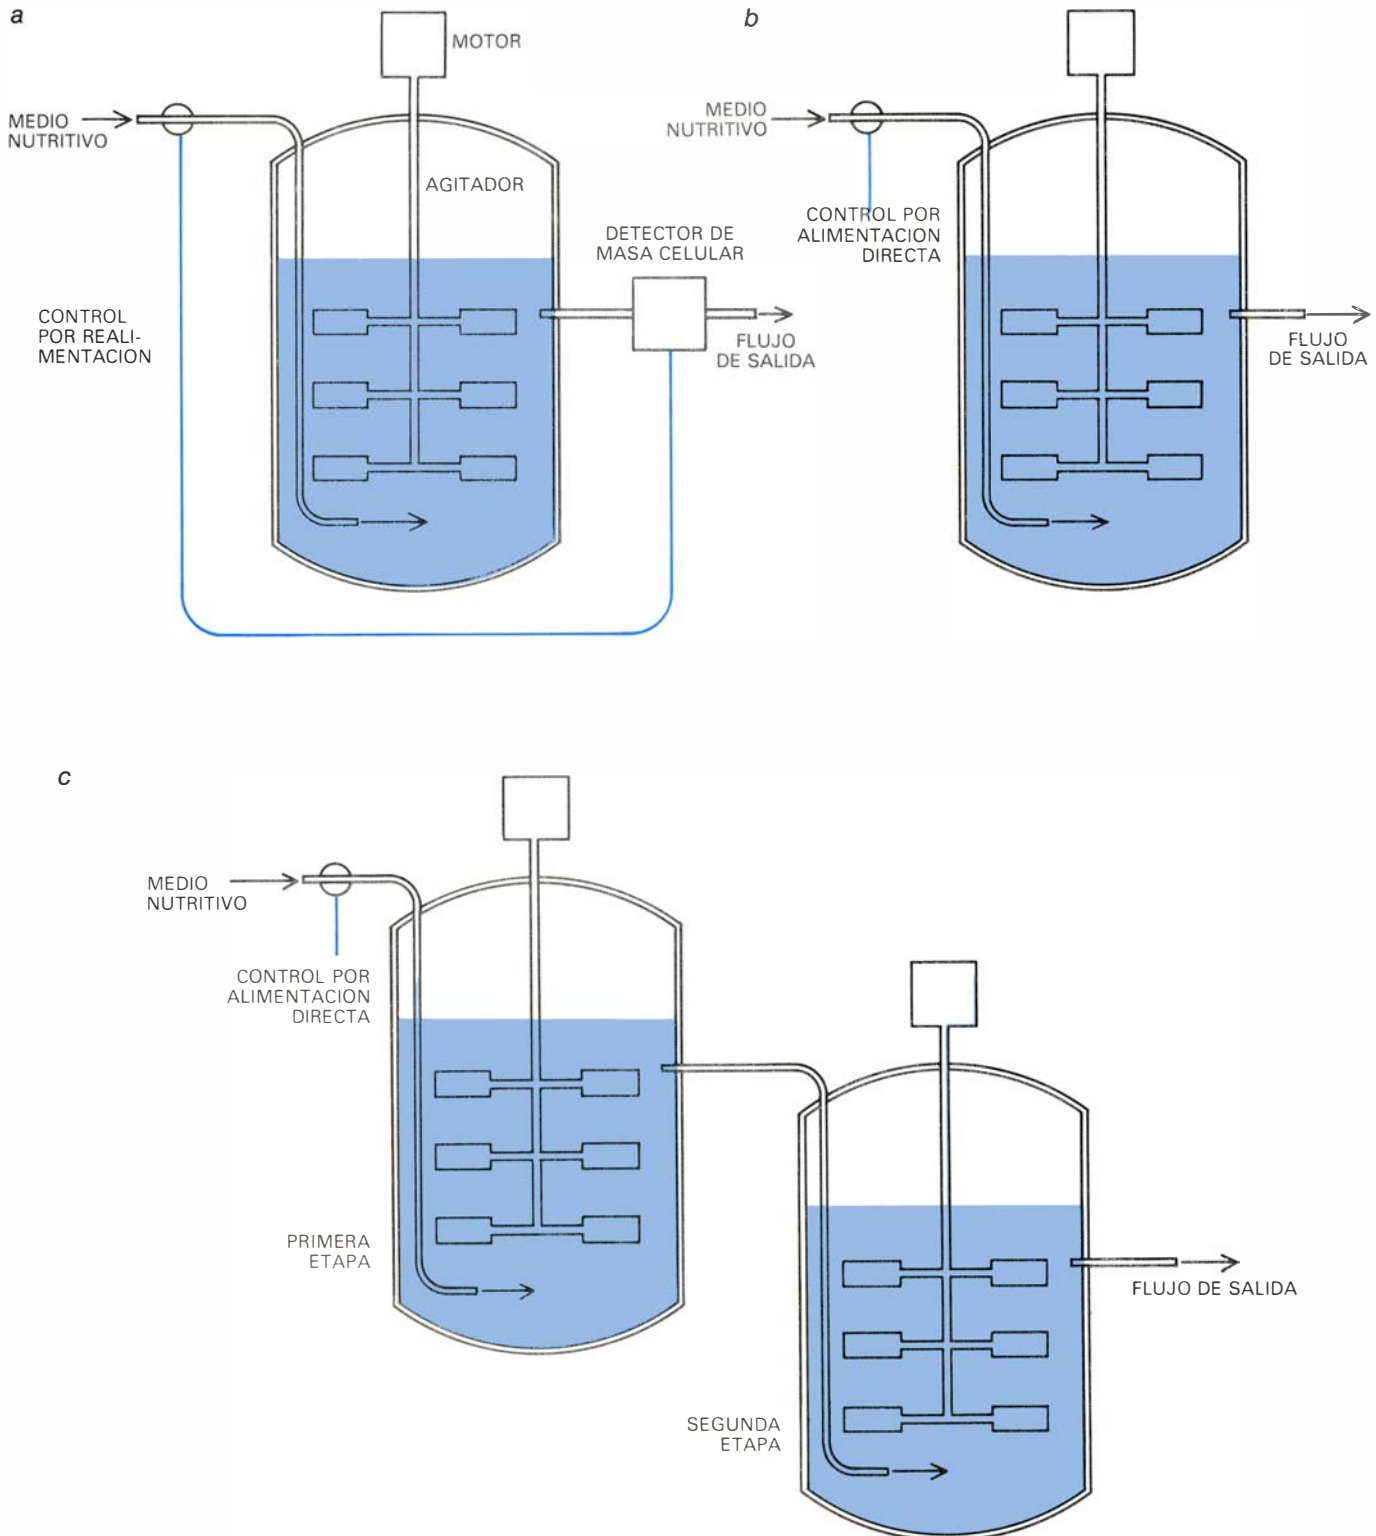 a
MOTOR
MEDIO
NUTRITIVO
AGITADOR
DETECTOR DE
MASA CELULAR
CONTROL
POR REALI-
MENTACION
FLUJO
DE SALIDA
b
MEDIO
NUTRITIVO
CONTROL POR
ALIMENTACION
DIRECTA
FLUJO
DE SALIDA
c
MEDIO
NUTRITIVO
CONTROL POR
ALIMENTACION
DIRECTA
PRIMERA
ETAPA
SEGUNDA
ETAPA
FLUJO DE SALIDA